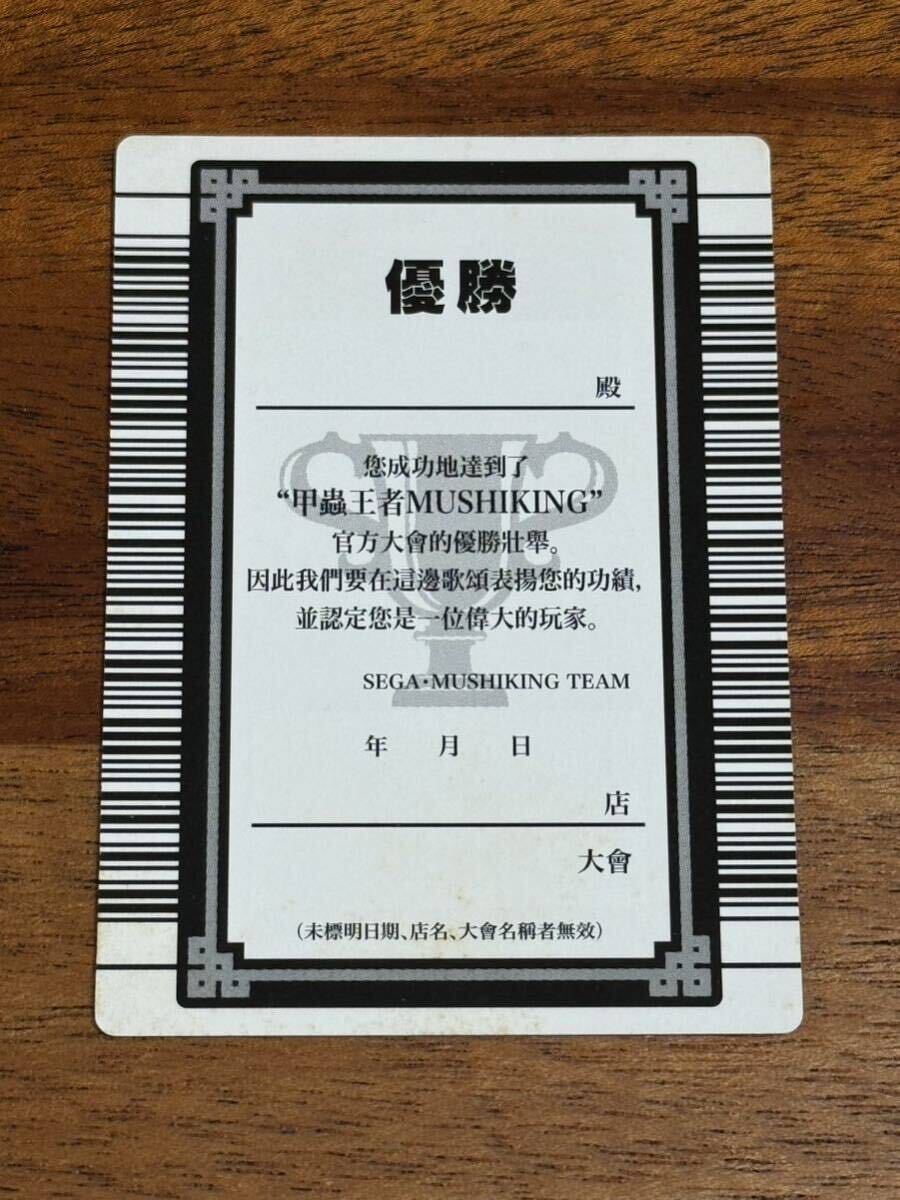 優勝
殿
您成功地達到了
“甲蟲王者MUSHIKING”
官方大會的優勝壯舉。
因此我們要在這邊歌頌表揚您的功績,
並認定您是一位偉大的玩家。
SEGA・MUSHIKING TEAM
年 月 日
店
大會
(未標明日期、店名、大會名稱者無效)